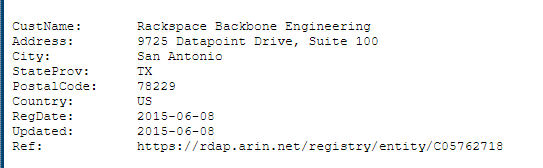 CustName: Rackspace Backbone Engineering
Address: 9725 Datapoint Drive, Suite 100
City: San Antonio
StateProv: TX
PostalCode: 78229
Country: US
RegDate: 2015-06-08
Updated: 2015-06-08
Ref: https://rdap.arin.net/registry/entity/C05762718